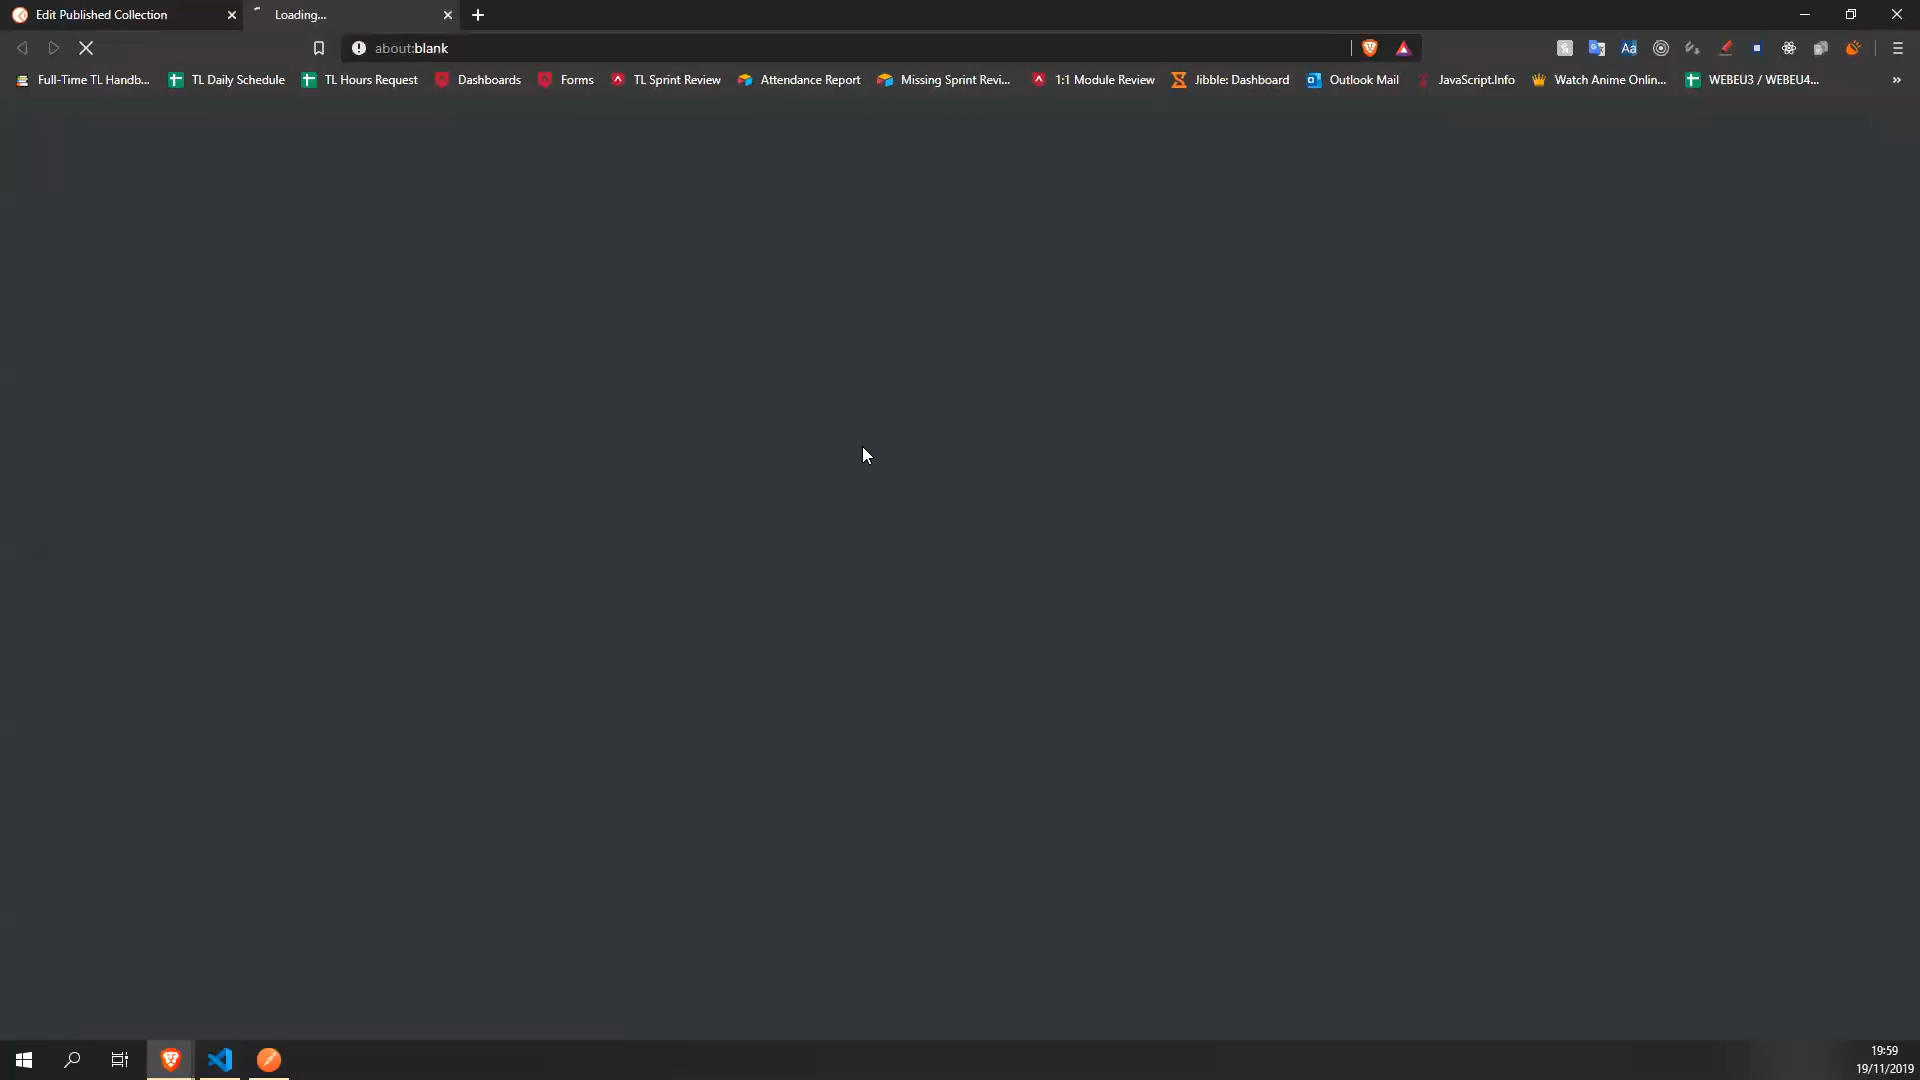 Edit Published Collection
Loading...
about:blank
Full-Time TL Handb...
TL Daily Schedule
TL Hours Request
Dashboards
Forms
TL Sprint Review
Attendance Report
Missing Sprint Revi...
1:1 Module Review
Jibble: Dashboard
Outlook Mail
JavaScript.Info
Watch Anime Onlin...
WEBEU3 / WEBEU4...
»
19:59
19/11/2019